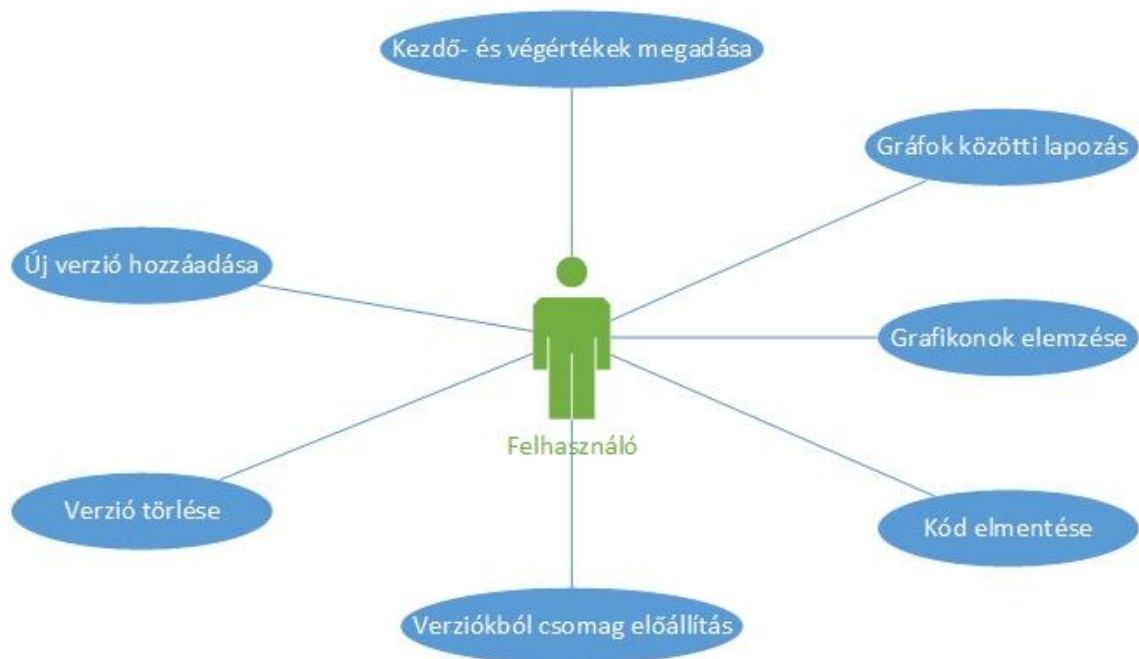 Kezdő- és végértékek megadása
Gráfok közötti lapozás
Új verzió hozzáadása
Grafikonok elemzése
Felhasználó
Verzió törlése
Kód elmentése
Verziókból csomag előállítás